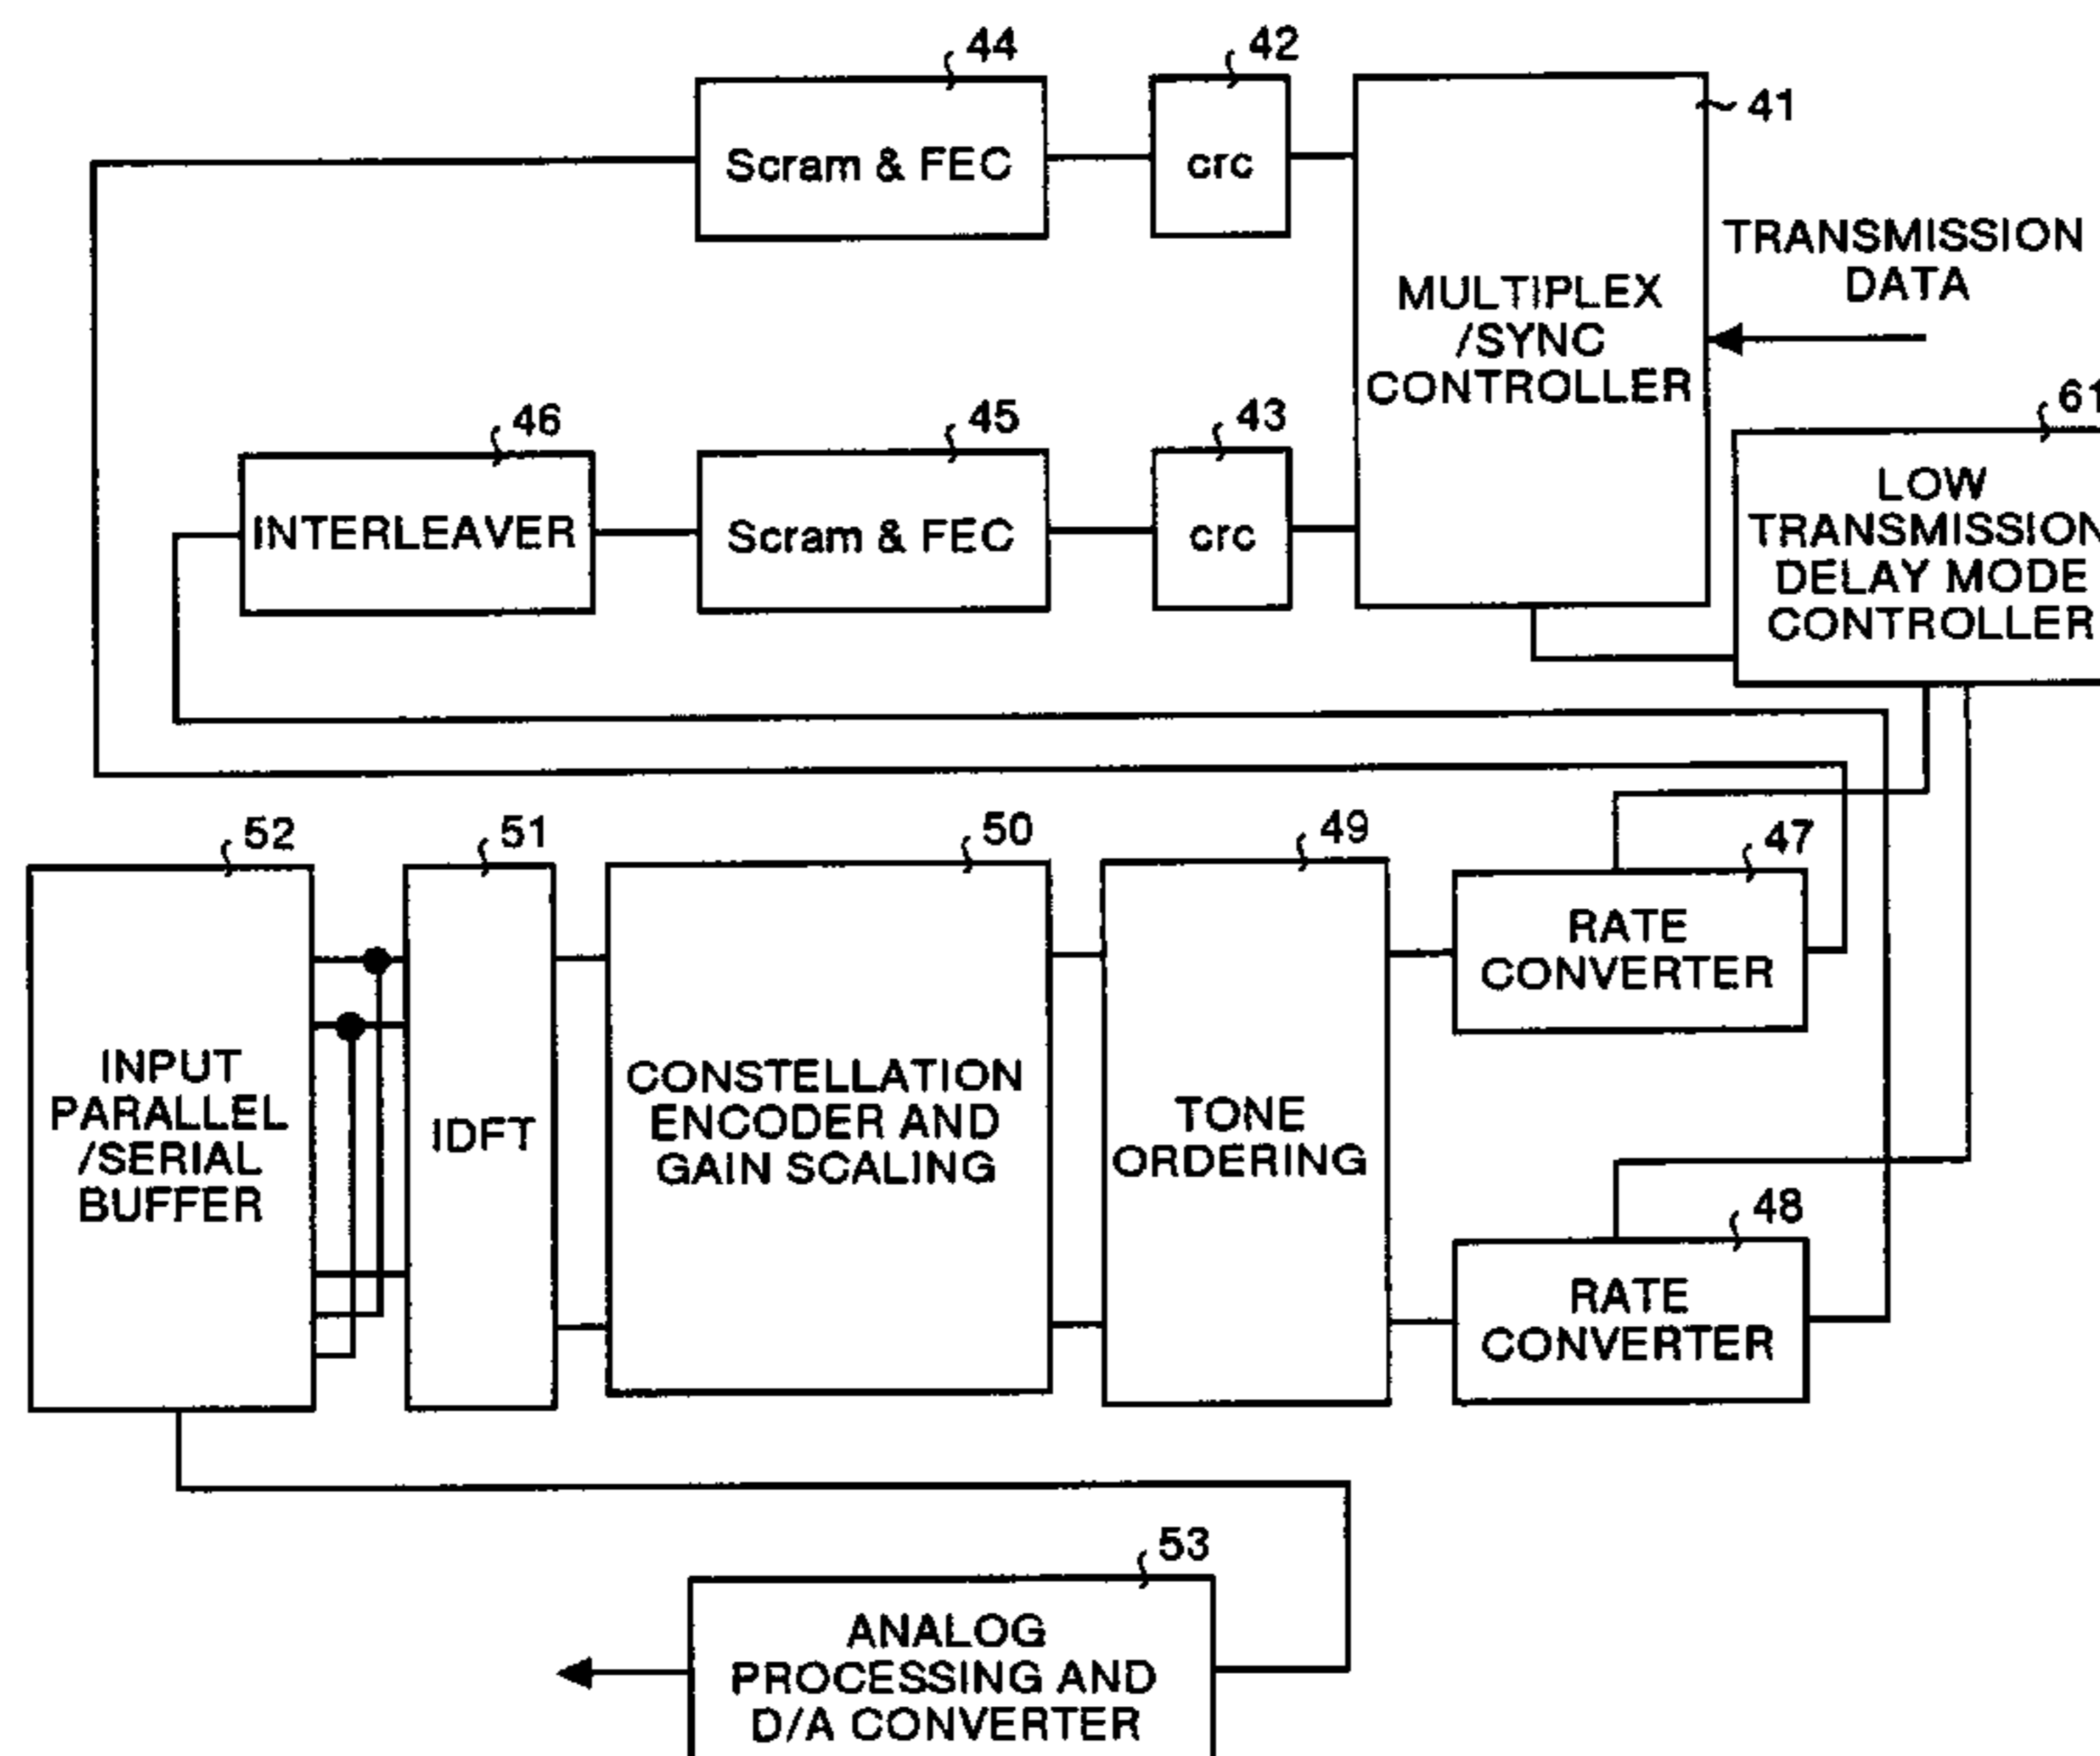 44
42
41
Scram & FEC
crc
TRANSMISSION
DATA
MULTIPLEX
/SYNC
CONTROLLER
46
45
43
61
INTERLEAVER
Scram & FEC
crc
LOW
TRANSMISSION
DELAY MODE
CONTROLLER
52
51
50
49
47
RATE
CONVERTER
INPUT
PARALLEL
/SERIAL
BUFFER
IDFT
CONSTELLATION
ENCODER AND
GAIN SCALING
TONE
ORDERING
48
RATE
CONVERTER
53
ANALOG
PROCESSING AND
D/A CONVERTER